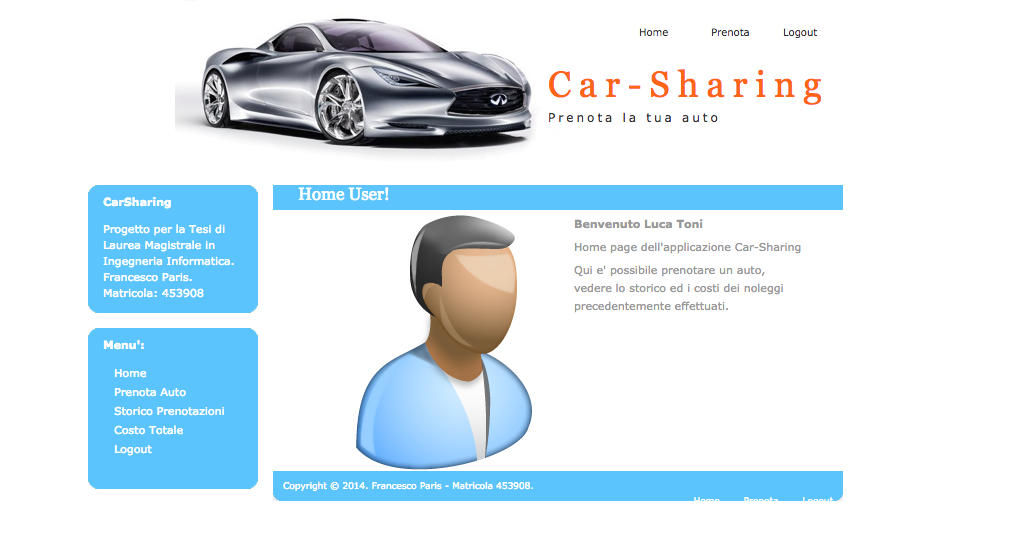 Home Prenota Logout
Car-Sharing
Prenota la tua auto
CarSharing
Progetto per la Tesi di
Laurea Magistrale in
Ingegneria Informatica.
Francesco Paris.
Matricola: 453908
Menu':
Home
Prenota Auto
Storico Prenotazioni
Costo Totale
Logout
Home User!
Benvenuto Luca Toni
Home page dell'applicazione Car-Sharing
Qui e' possibile prenotare un auto,
vedere lo storico ed i costi dei noleggi
precedentemente effettuati.
Copyright © 2014. Francesco Paris - Matricola 453908.
Home Prenota Logout